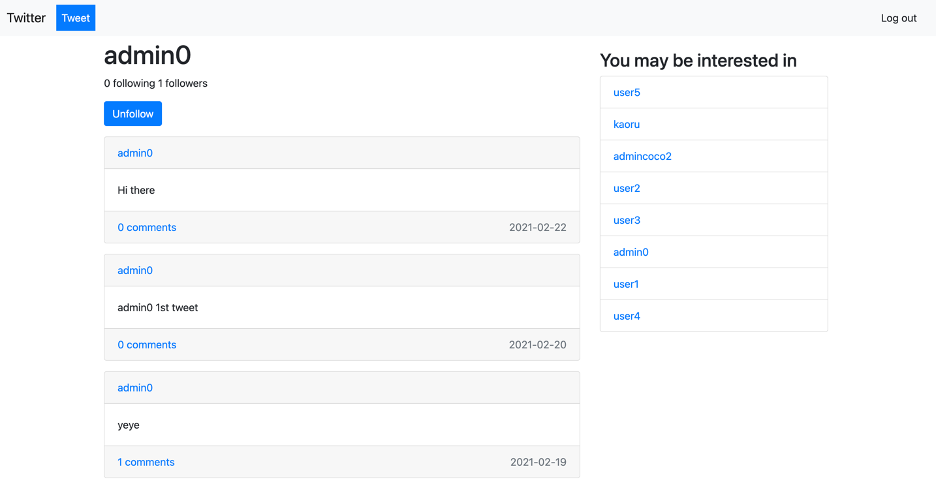 Twitter Tweet Log out
admin0
0 following 1 followers
Unfollow
admin0
Hi there
0 comments 2021-02-22
admin0
admin0 1st tweet
0 comments 2021-02-20
admin0
yeye
1 comments 2021-02-19
You may be interested in
user5
kaoru
admincoco2
user2
user3
admin0
user1
user4